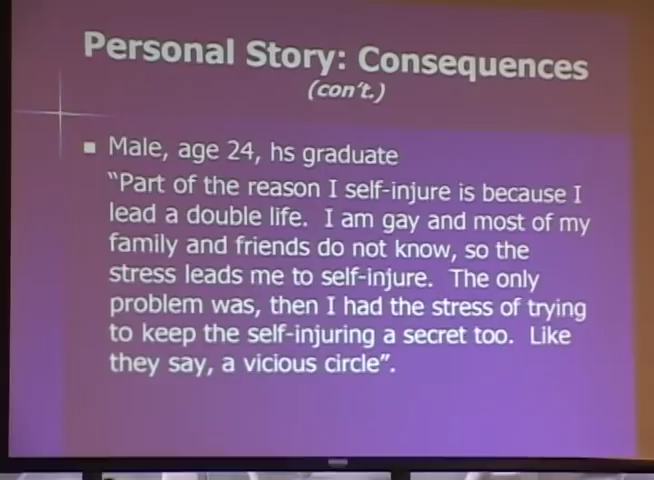 Personal Story: Consequences
(con't.)
Male, age 24, hs graduate
"Part of the reason I self-injure is because I
lead a double life.  I am gay and most of my
family and friends do not know, so the
stress leads me to self-injure.  The only
problem was, then I had the stress of trying
to keep the self-injuring a secret too.  Like
they say, a vicious circle".